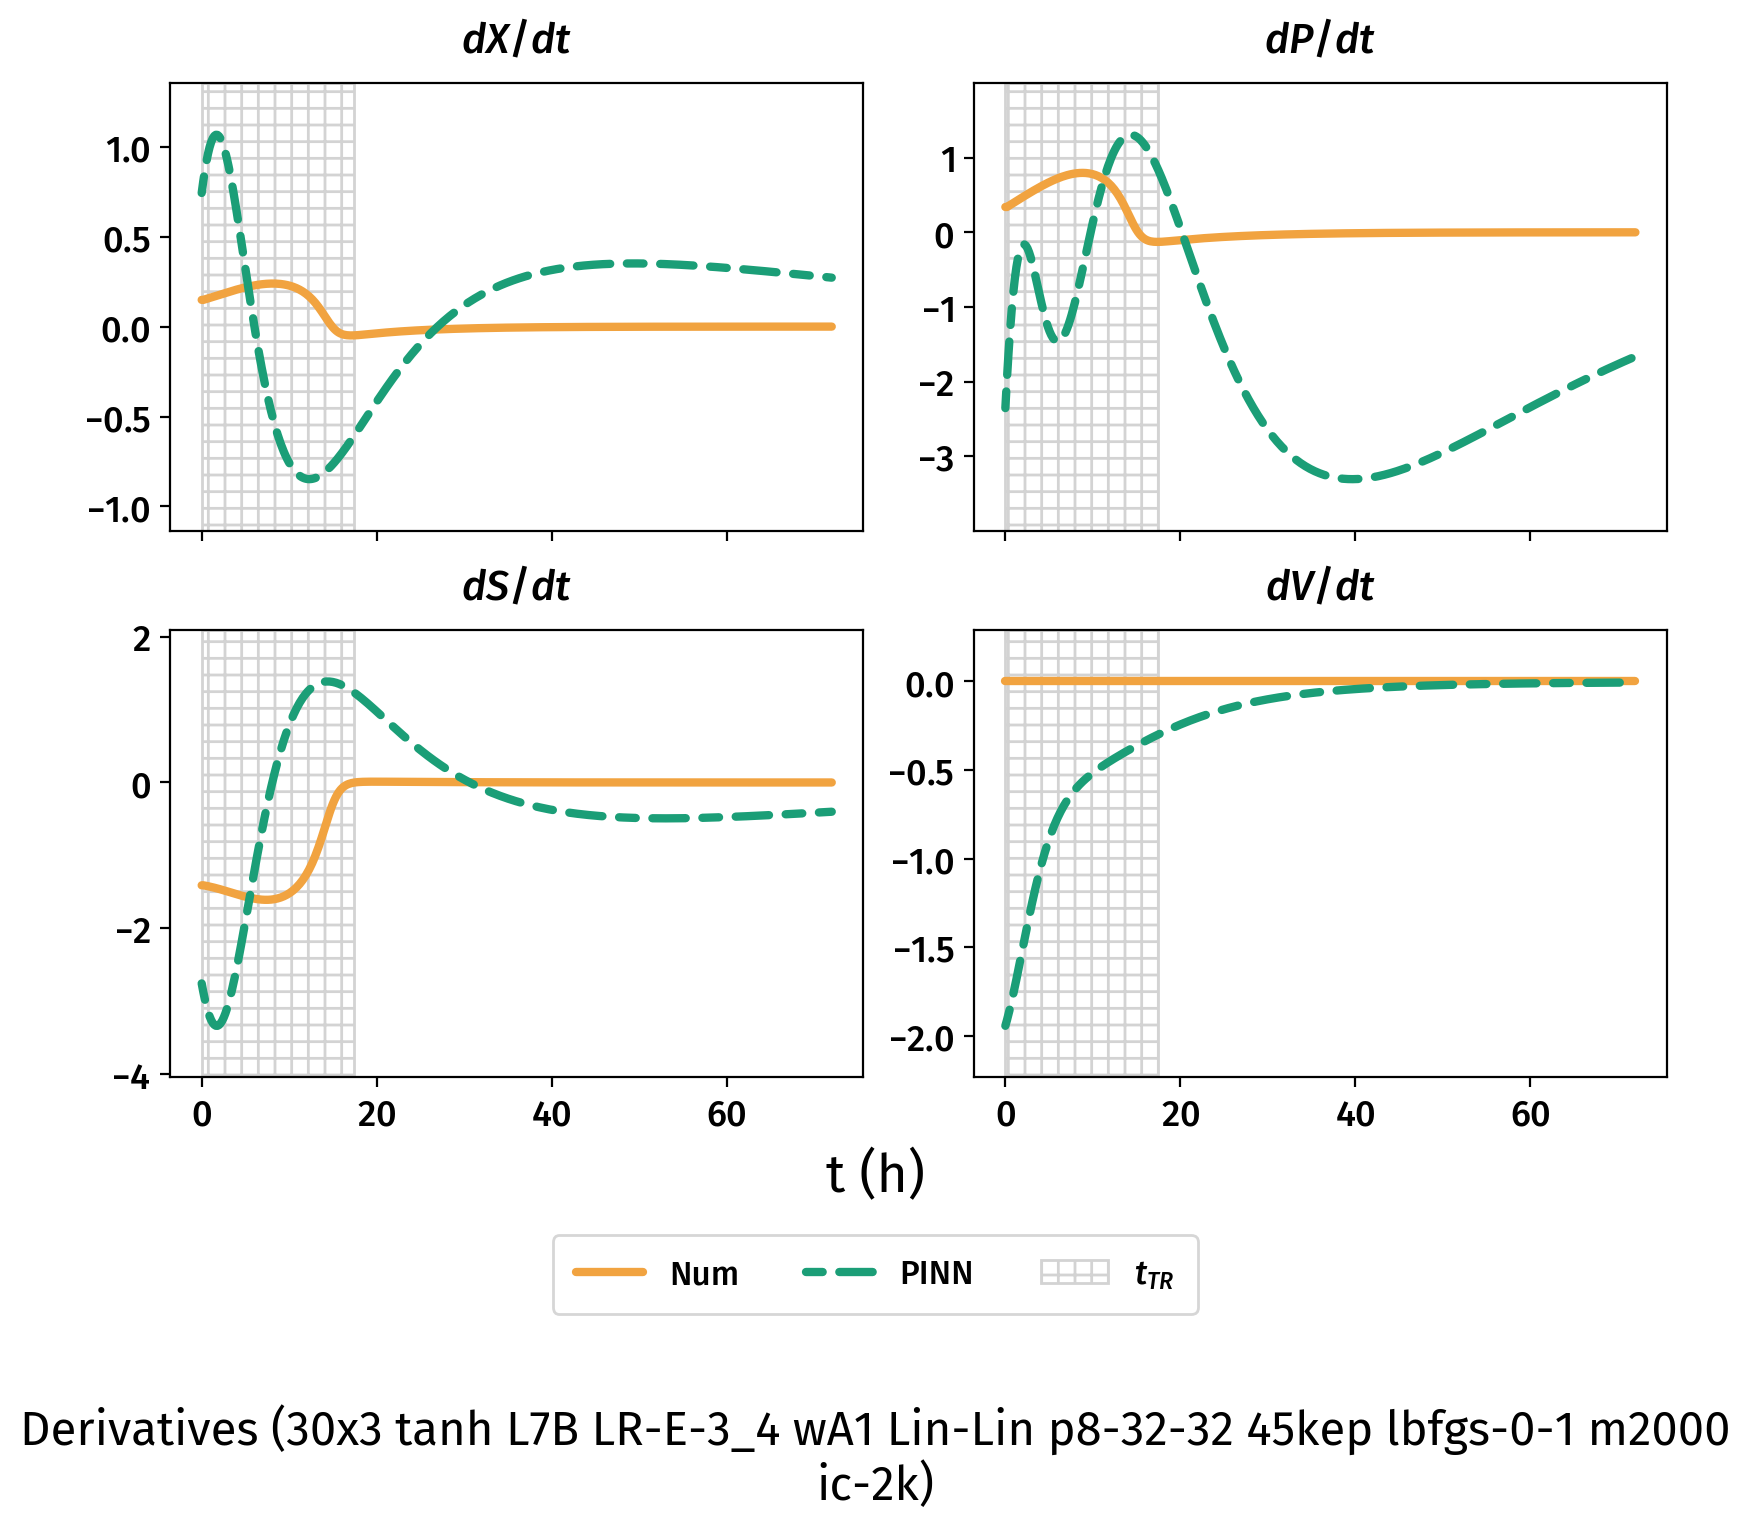 dX/dt
dP/dt
1.0
0.5
0.0
−0.5
−1.0
1
0
−1
−2
−3
dS/dt
dV/dt
2
0
−2
−4
0.0
−0.5
−1.0
−1.5
−2.0
0 20 40 60
0 20 40 60
t (h)
Num PINN tTR
Derivatives (30x3 tanh L7B LR-E-3_4 wA1 Lin-Lin p8-32-32 45kep lbfgs-0-1 m2000
ic-2k)